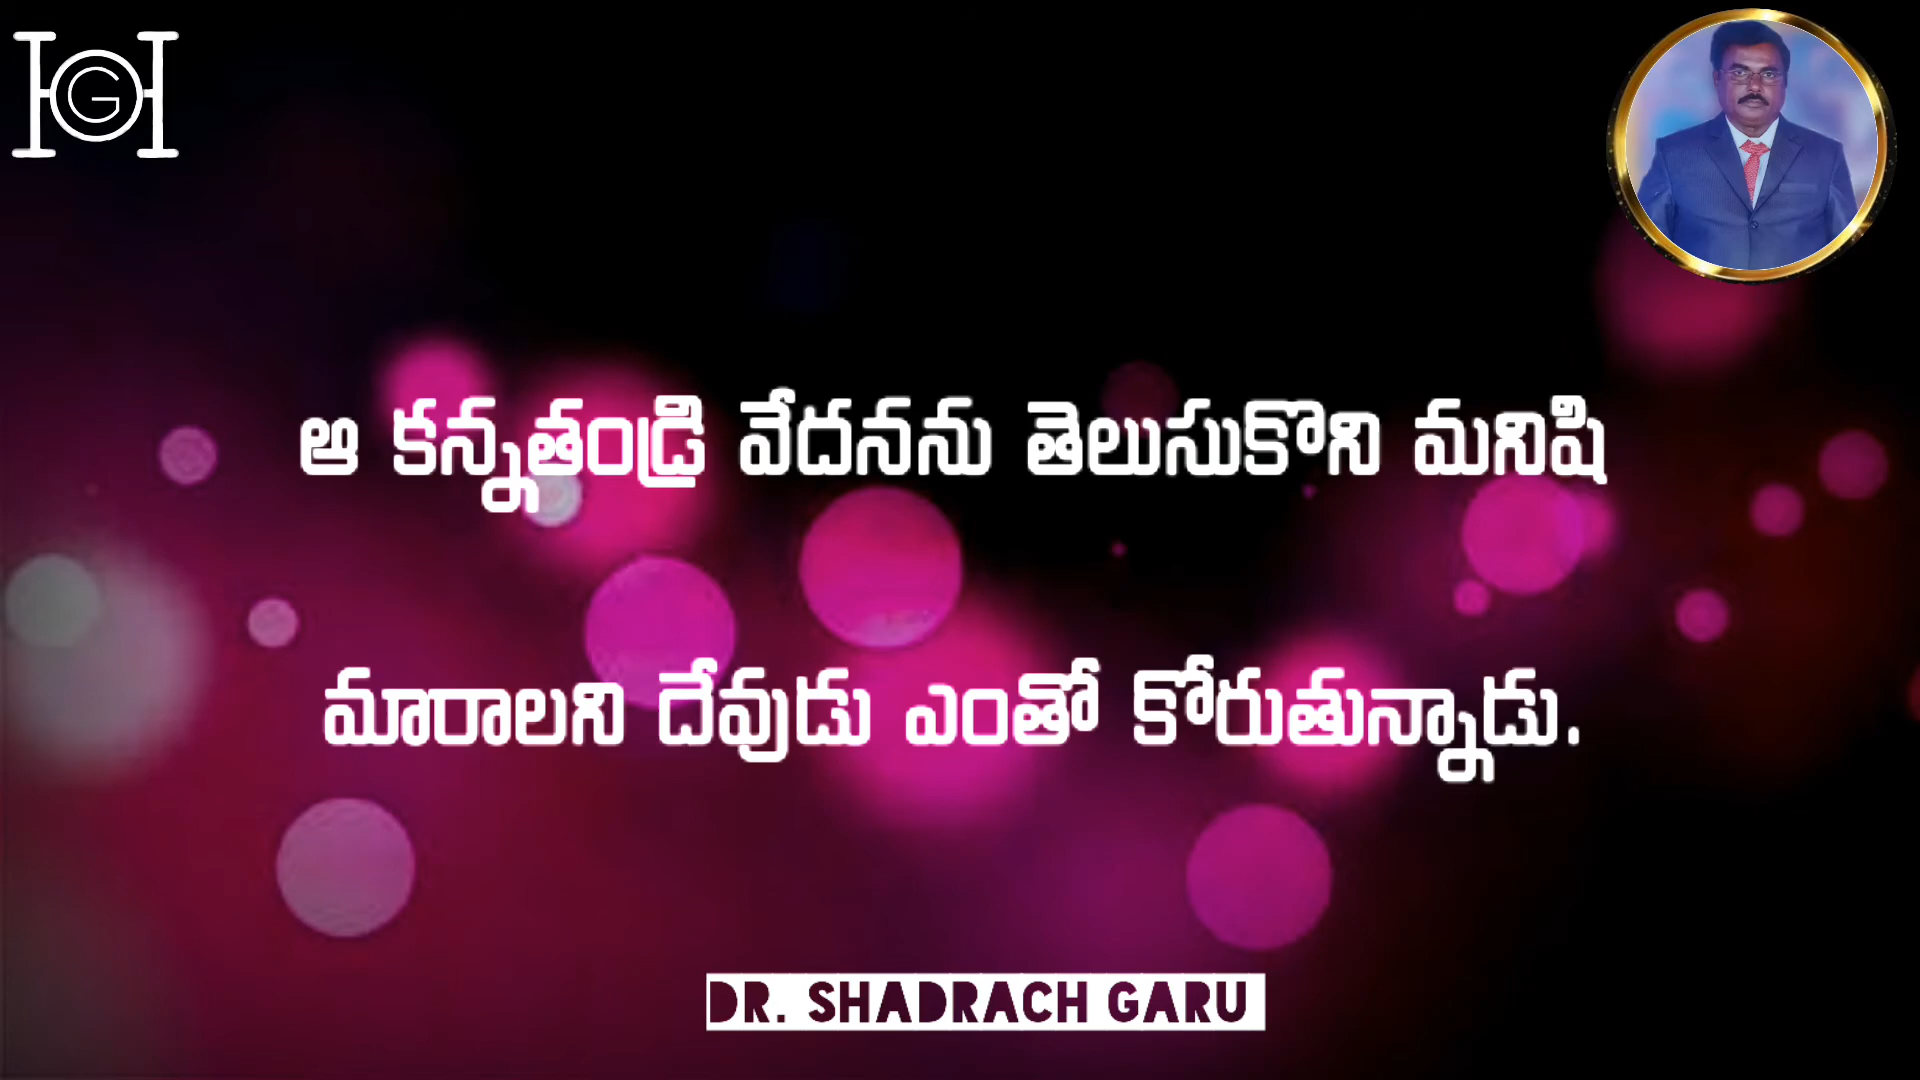 ఆ కన్నతండ్రి వేదనను తెలుసుకొని మనిషి
మారాలని దేవుడు ఎంతో కోరుతున్నాడు.
DR. SHADRACH GARU